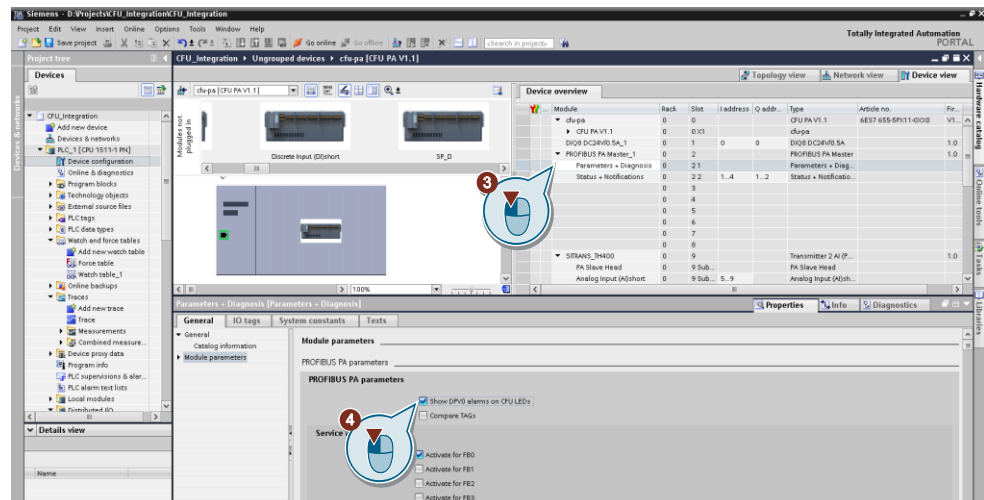 Siemens - D:\Projects\CFU_Integration\CFU_Integration
Project Edit View Insert Online Options Tools Window Help
Save project Go online Go offline <Search in project>
Totally Integrated Automation
PORTAL
Project tree
CFU_Integration ▸ Ungrouped devices ▸ cfu-pa [CFU PA V1.1]
Devices
Topology view Network view Device view
cfu-pa [CFU PA V1.1]
Device overview
Devices & networks
CFU_Integration
Add new device
Devices & networks
PLC_1 [CPU 1511-1 PN]
Device configuration
Online & diagnostics
Program blocks
Technology objects
External source files
PLC tags
PLC data types
Watch and force tables
Add new watch table
Force table
Watch table_1
Online backups
Traces
Add new trace
Trace
Measurements
Combined measure...
Device proxy data
Program info
PLC supervisions & alar...
PLC alarm text lists
Local modules
Distributed I/O
Details view
Name
Modules not plugged in
Discrete Input (DI)short SP_D
100%
... Module Rack Slot I address Q addr... Type Article no. Fir...
cfu-pa 0 0 CFU PA V1.1 6ES7 655-5PX11-0XX0 V1...
CFU PA V1.1 0 0 X1 cfu-pa
DIQ8 DC24V/0.5A_1 0 1 0 0 DIQ8 DC24V/0.5A 1.0
PROFIBUS PA Master_1 0 2 PROFIBUS PA Master 1.0
Parameters + Diagnosis 0 2 1 Parameters + Diag...
Status + Notifications 0 2 2 1...4 1...2 Status + Notificatio...
0 3
0 4
0 5
0 6
0 7
0 8
SITRANS_TH400 0 9 Transmitter 2 AI (P... 1.0
PA Slave Head 0 9 Sub... PA Slave Head
Analog Input (AI)short 0 9 Sub... 5...9 Analog Input (AI)sh...
3
Hardware catalog
Online tools
Tasks
Libraries
Parameters + Diagnosis [Parameters + Diagnosis]
Properties Info Diagnostics
General IO tags System constants Texts
General
Catalog information
Module parameters
Module parameters
PROFIBUS PA parameters
PROFIBUS PA parameters
Show DPV0 alarms on CFU LEDs
Compare TAGs
4
Service
Activate for FB0
Activate for FB1
Activate for FB2
Activate for FB3